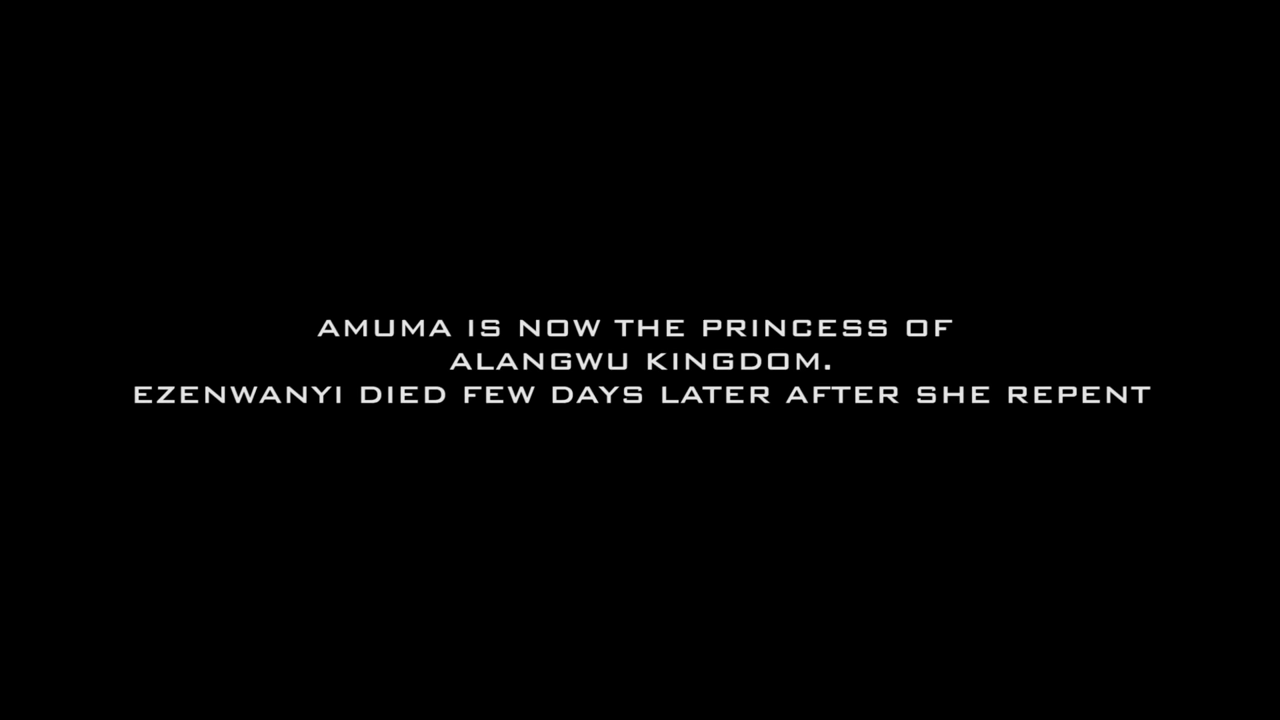 AMUMA IS NOW THE PRINCESS OF
ALANGWU KINGDOM.
EZENWANYI DIED FEW DAYS LATER AFTER SHE REPENT